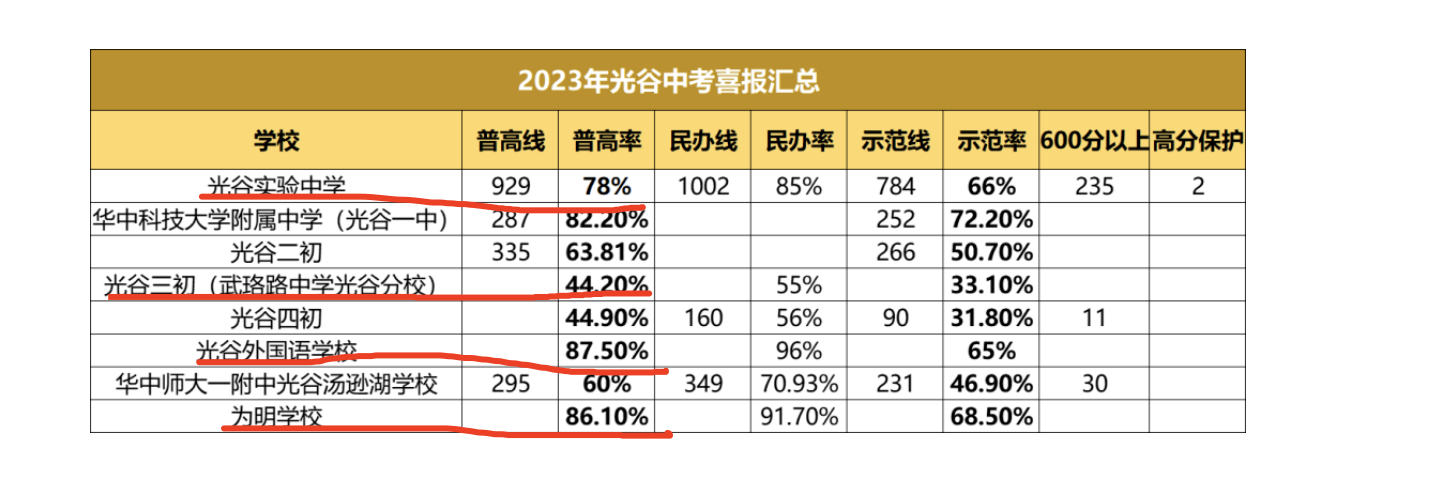 2023年光谷中考喜报汇总
学校 普高线 普高率 民办线 民办率 示范线 示范率 600分以上 高分保护
光谷实验中学 929 78% 1002 85% 784 66% 235 2
华中科技大学附属中学（光谷一中） 287 82.20% 252 72.20%
光谷二初 335 63.81% 266 50.70%
光谷三初（武珞路中学光谷分校） 44.20% 55% 33.10%
光谷四初 44.90% 160 56% 90 31.80% 11
光谷外国语学校 87.50% 96% 65%
华中师大一附中光谷汤逊湖学校 295 60% 349 70.93% 231 46.90% 30
为明学校 86.10% 91.70% 68.50%